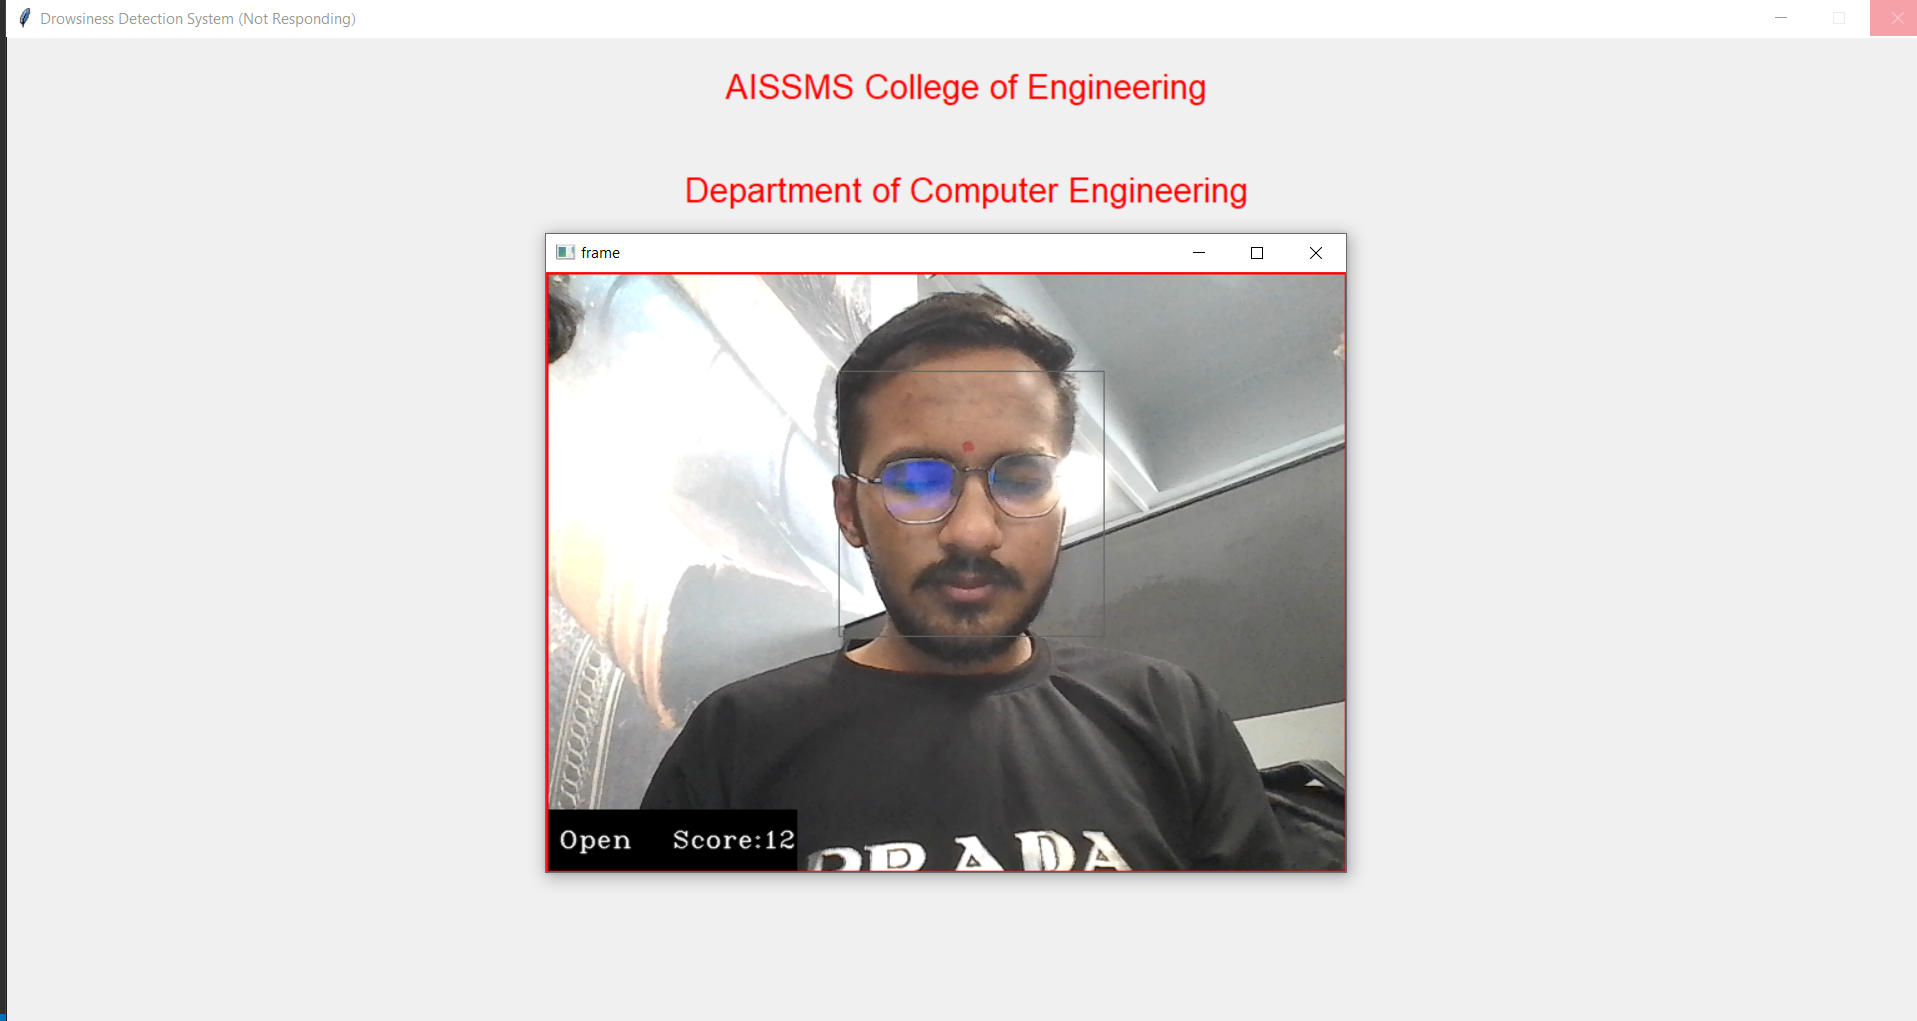 Drowsiness Detection System (Not Responding)
AISSMS College of Engineering
Department of Computer Engineering
frame
Open Score:12
PRADA